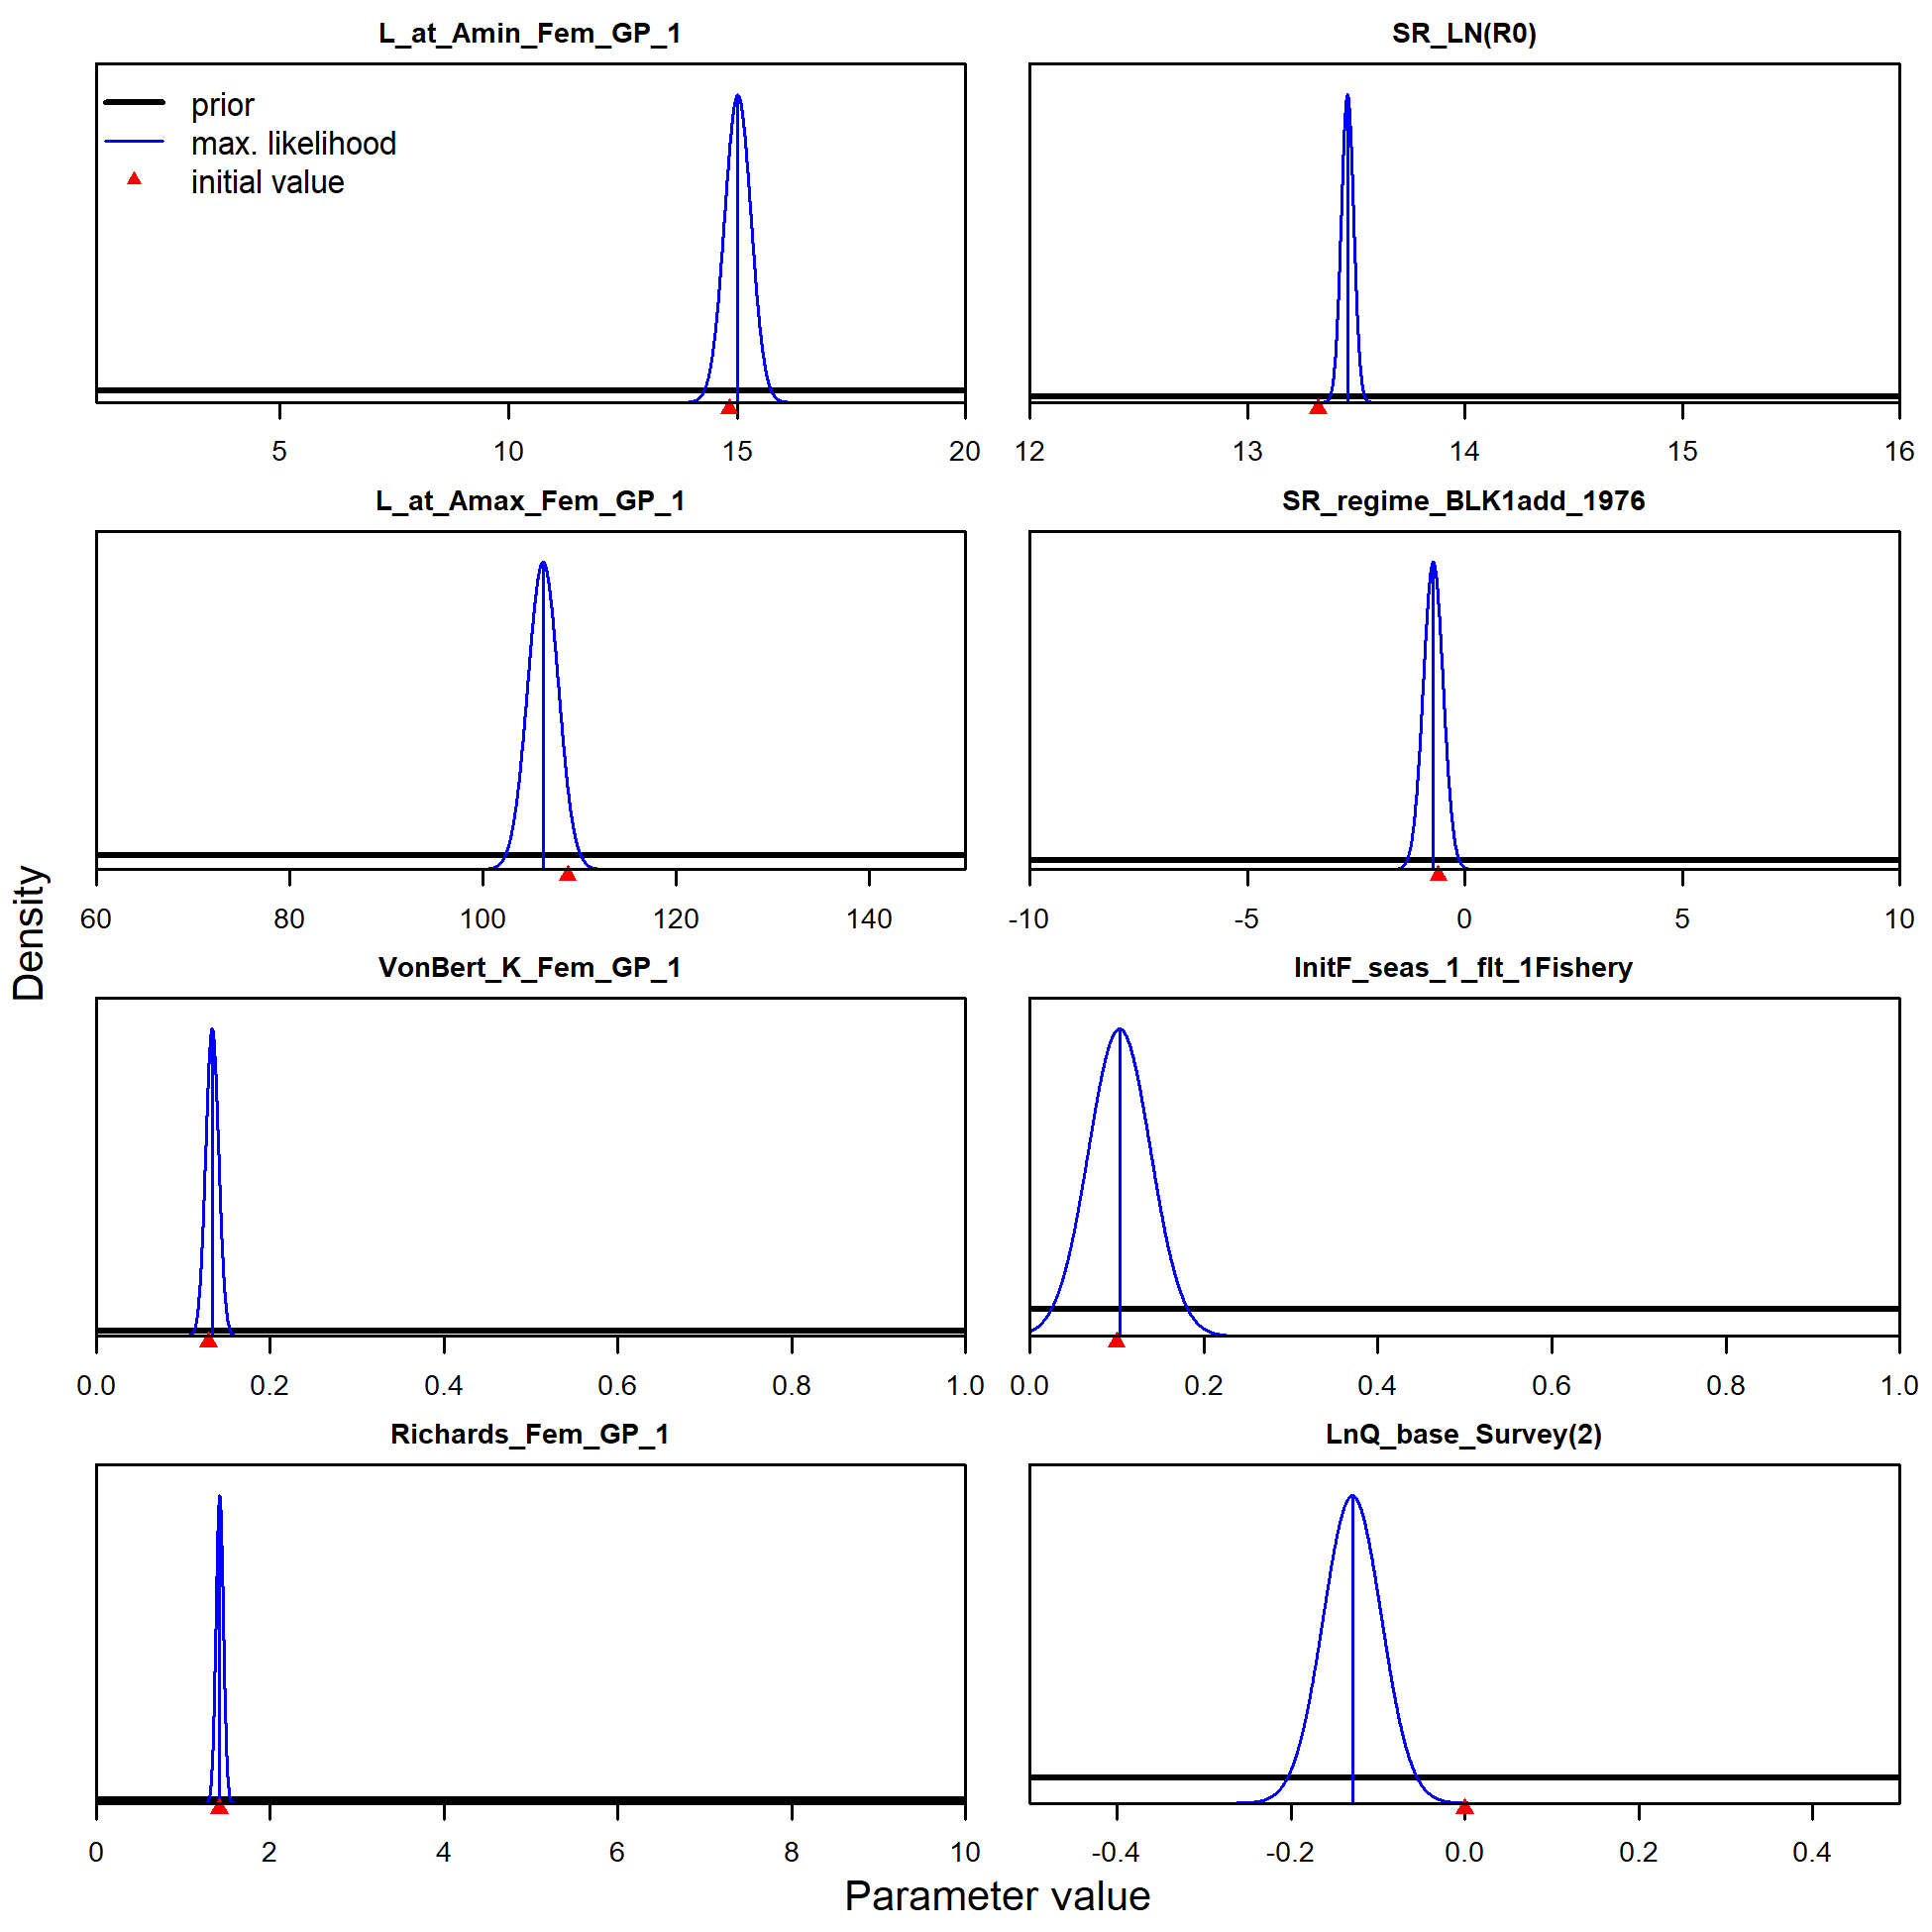 L_at_Amin_Fem_GP_1
prior
max. likelihood
initial value
5 10 15 20
SR_LN(R0)
12 13 14 15 16
L_at_Amax_Fem_GP_1
60 80 100 120 140
SR_regime_BLK1add_1976
-10 -5 0 5 10
VonBert_K_Fem_GP_1
0.0 0.2 0.4 0.6 0.8 1.0
InitF_seas_1_flt_1Fishery
0.0 0.2 0.4 0.6 0.8 1.0
Richards_Fem_GP_1
0 2 4 6 8 10
LnQ_base_Survey(2)
-0.4 -0.2 0.0 0.2 0.4
Density
Parameter value